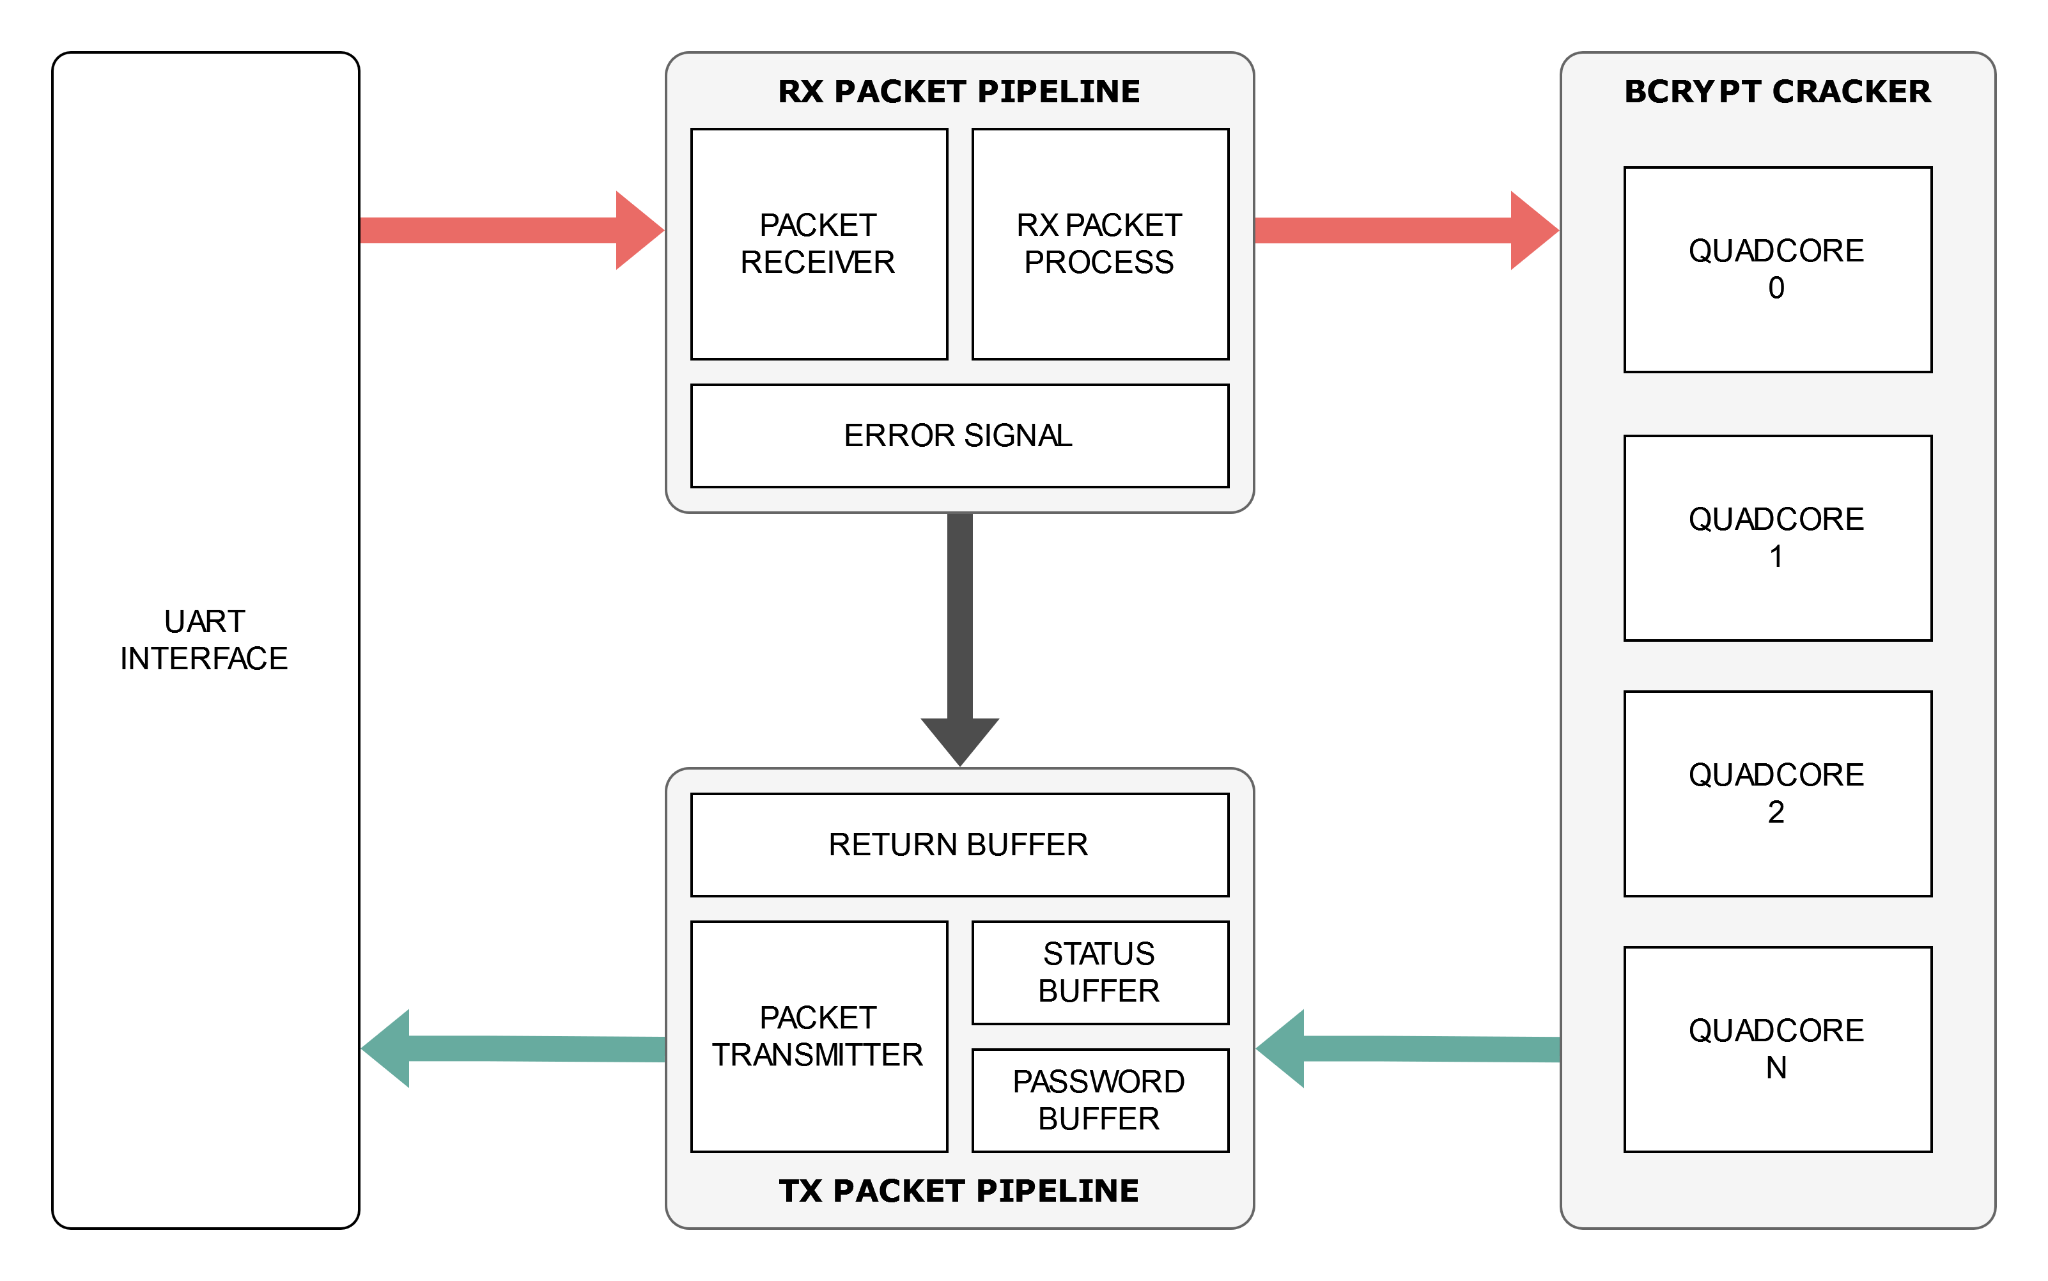 UART
INTERFACE
RX PACKET PIPELINE
PACKET
RECEIVER
RX PACKET
PROCESS
ERROR SIGNAL
RETURN BUFFER
PACKET
TRANSMITTER
STATUS
BUFFER
PASSWORD
BUFFER
TX PACKET PIPELINE
BCRYPT CRACKER
QUADCORE
0
QUADCORE
1
QUADCORE
2
QUADCORE
N